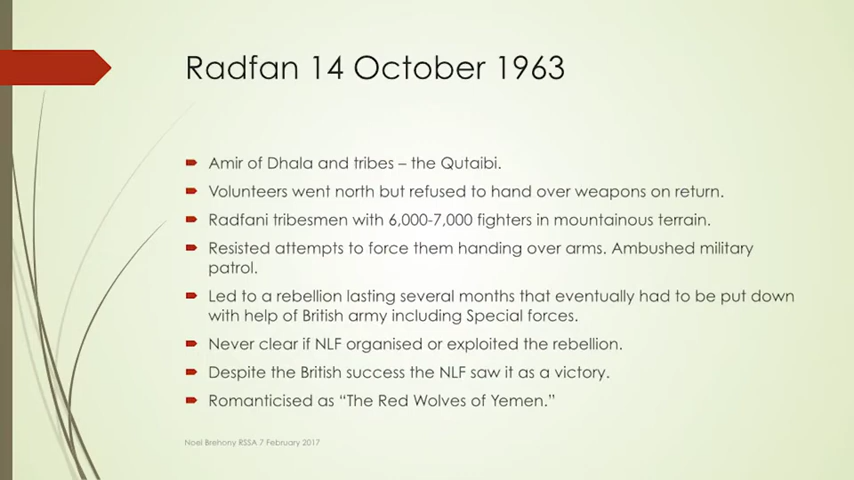 Radfan 14 October 1963
Amir of Dhala and tribes – the Qutaibi.
Volunteers went north but refused to hand over weapons on return.
Radfani tribesmen with 6,000-7,000 fighters in mountainous terrain.
Resisted attempts to force them handing over arms. Ambushed military
patrol.
Led to a rebellion lasting several months that eventually had to be put down
with help of British army including Special forces.
Never clear if NLF organised or exploited the rebellion.
Despite the British success the NLF saw it as a victory.
Romanticised as “The Red Wolves of Yemen.”
Noel Brehony RSSA 7 February 2017